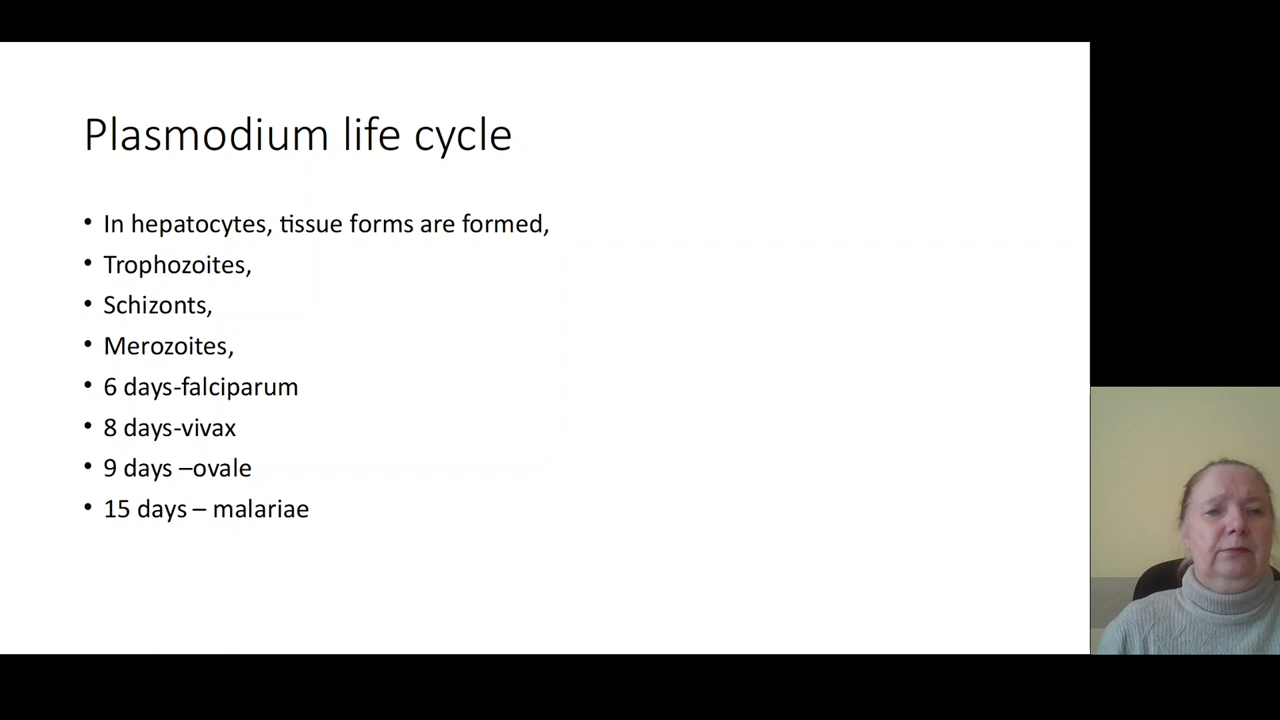 Plasmodium life cycle
• In hepatocytes, tissue forms are formed,
• Trophozoites,
• Schizonts,
• Merozoites,
• 6 days-falciparum
• 8 days-vivax
• 9 days –ovale
• 15 days – malariae